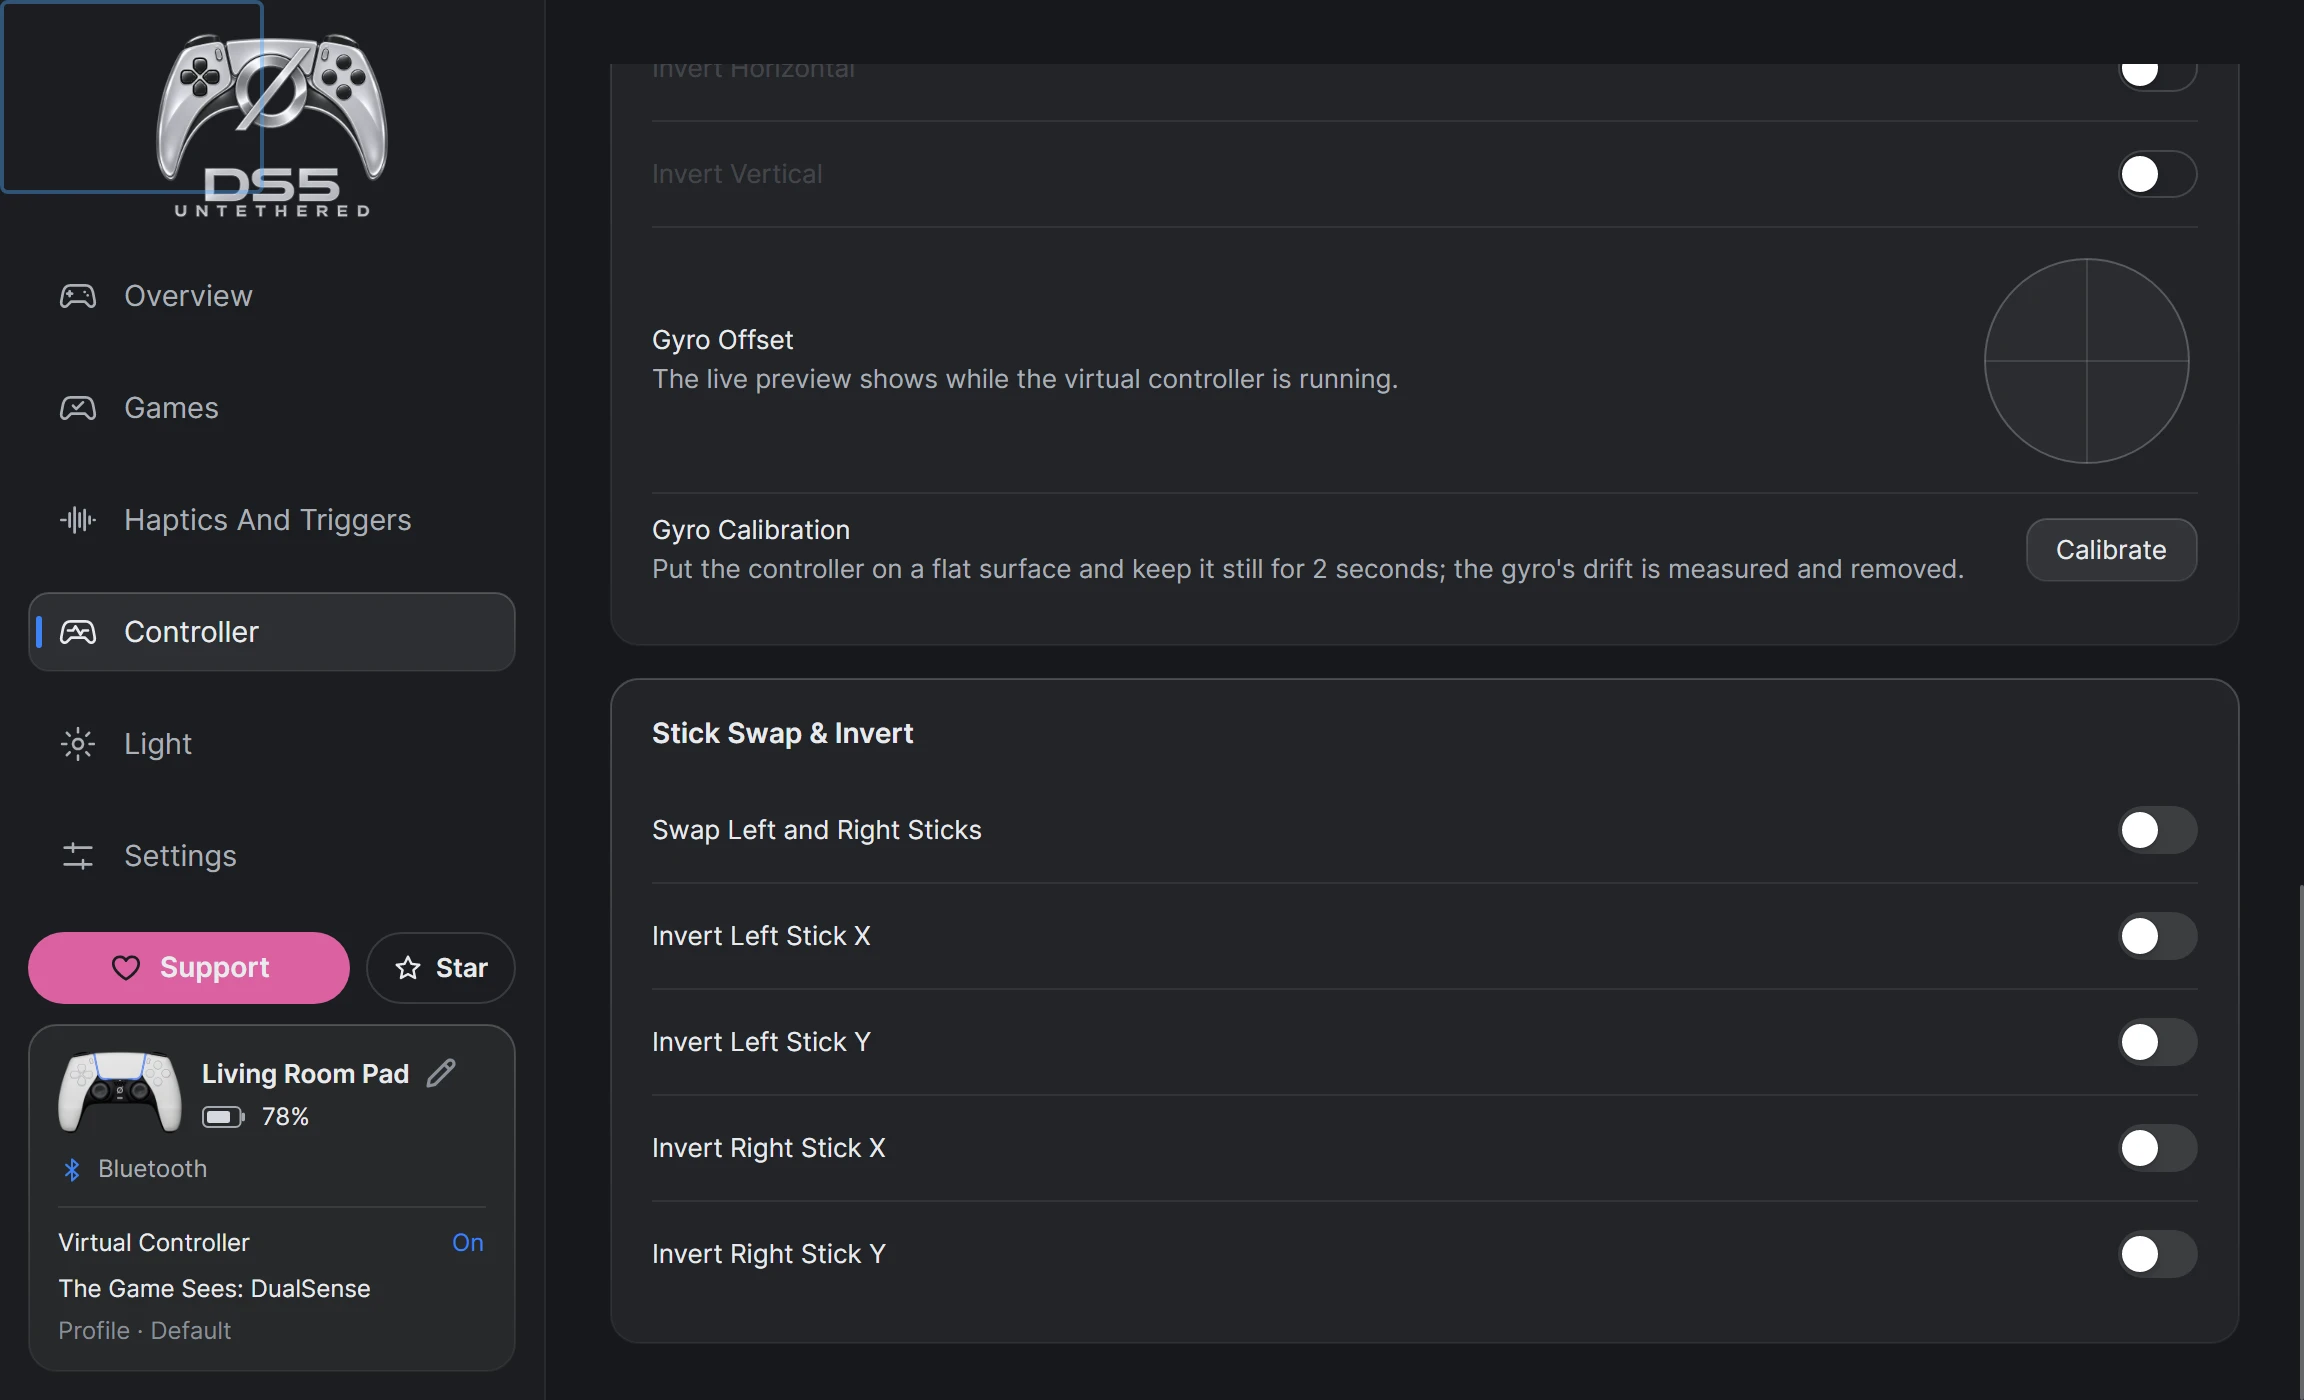 DS5
UNTETHERED
Overview
Games
Haptics And Triggers
Controller
Light
Settings
Support
Star
Living Room Pad
78%
Bluetooth
Virtual Controller
On
The Game Sees: DualSense
Profile · Default
Invert Horizontal
Invert Vertical
Gyro Offset
The live preview shows while the virtual controller is running.
Gyro Calibration
Put the controller on a flat surface and keep it still for 2 seconds; the gyro's drift is measured and removed.
Calibrate
Stick Swap & Invert
Swap Left and Right Sticks
Invert Left Stick X
Invert Left Stick Y
Invert Right Stick X
Invert Right Stick Y